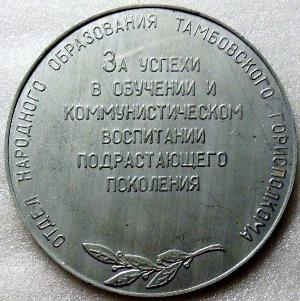 ОТДЕЛ НАРОДНОГО ОБРАЗОВАНИЯ ТАМБОВСКОГО ГОРИСПОЛКОМА
ЗА УСПЕХИ
В ОБУЧЕНИИ И
КОММУНИСТИЧЕСКОМ
ВОСПИТАНИИ
ПОДРАСТАЮЩЕГО
ПОКОЛЕНИЯ